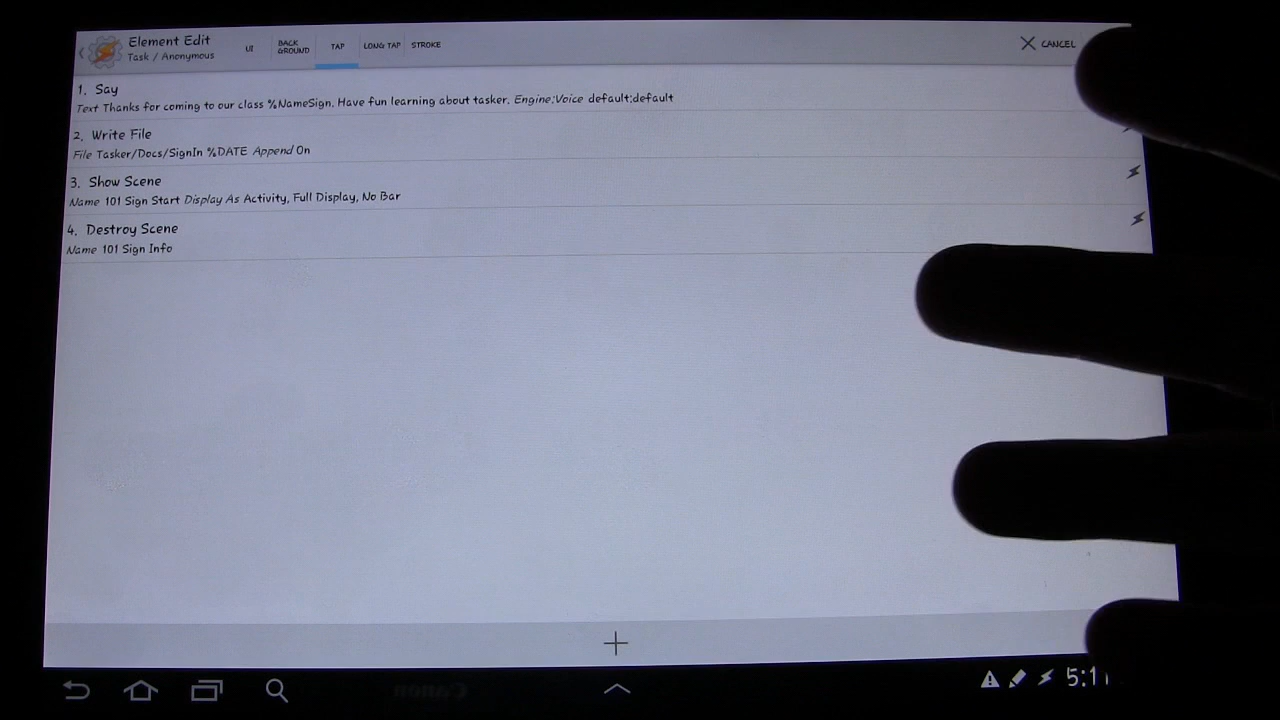 Element Edit
Task / Anonymous
UI
BACK
GROUND
TAP
LONG TAP
STROKE
CANCEL
1. Say
Text Thanks for coming to our class %NameSign. Have fun learning about tasker. Engine:Voice default:default
2. Write File
File Tasker/Docs/SignIn %DATE Append On
3. Show Scene
Name 101 Sign Start Display As Activity, Full Display, No Bar
4. Destroy Scene
Name 101 Sign Info
Canon